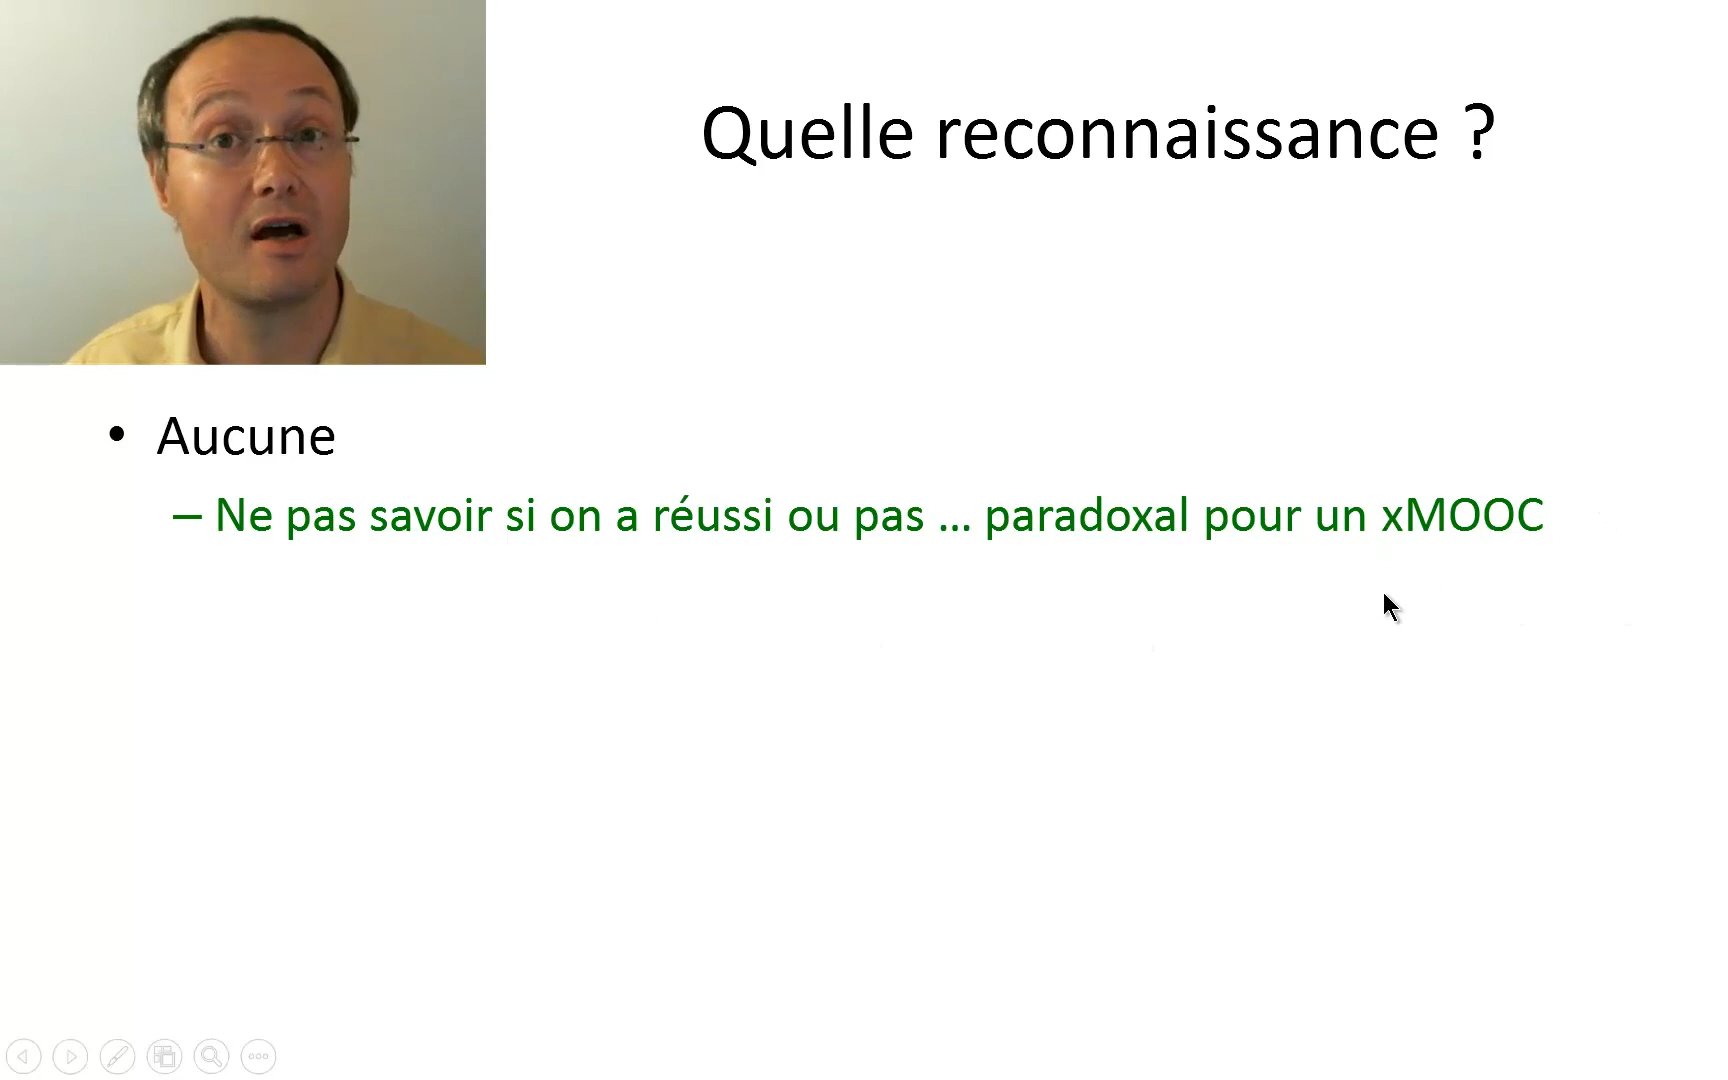 Quelle reconnaissance ?
• Aucune
– Ne pas savoir si on a réussi ou pas ... paradoxal pour un xMOOC